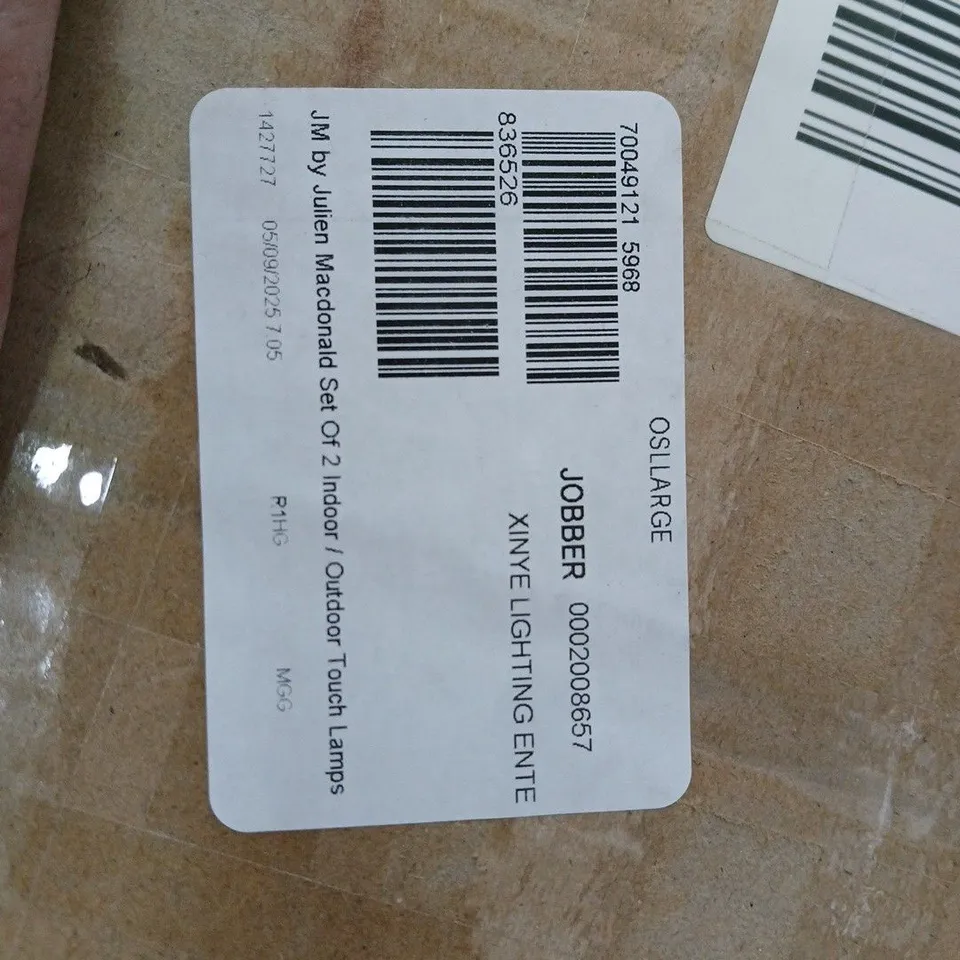 OSLLARGE
70049121 5968
JOBBER 0002008657
836526
XINYE LIGHTING ENTE
JM by Julien Macdonald Set Of 2 Indoor / Outdoor Touch Lamps
1427727 05/09/2025 7.05 R1HG MGG